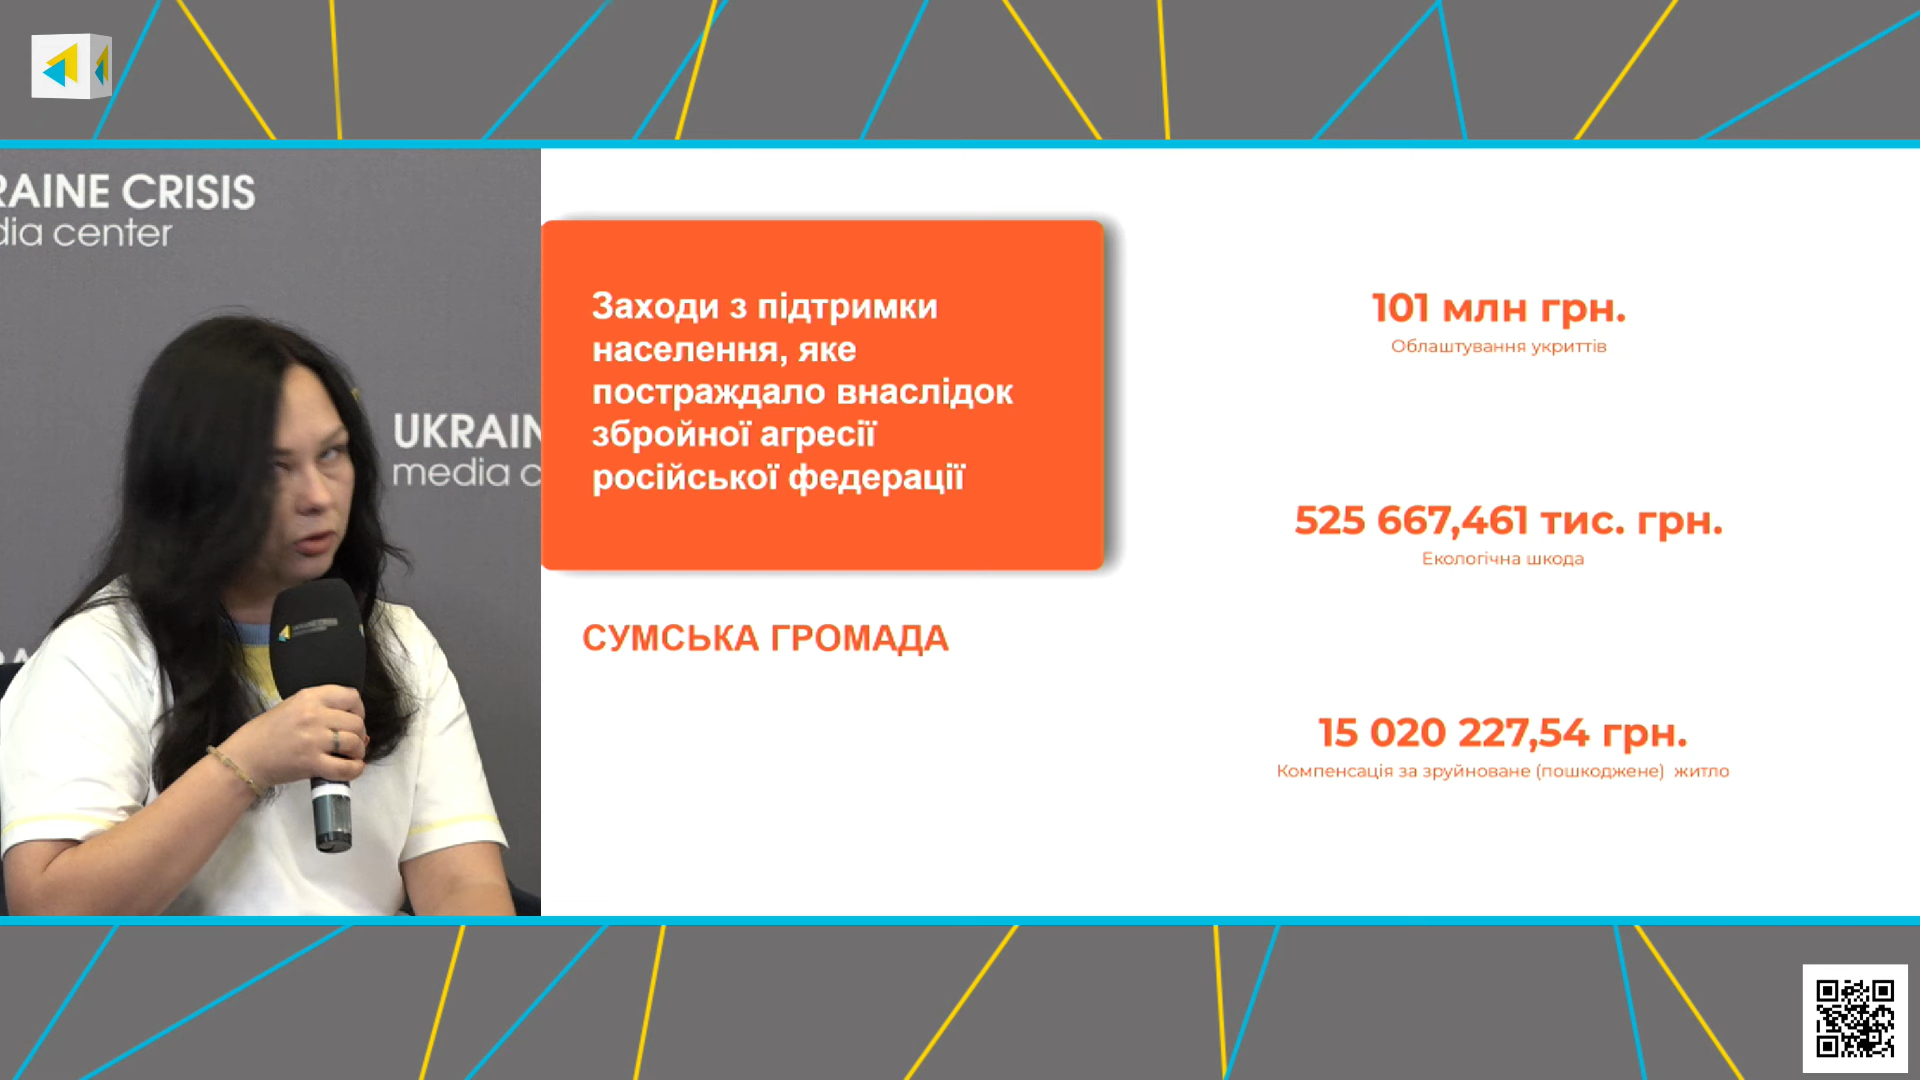 RAINE CRISIS
dia center
UKRAIN
media c
Заходи з підтримки
населення, яке
постраждало внаслідок
збройної агресії
російської федерації
СУМСЬКА ГРОМАДА
101 млн грн.
Облаштування укриттів
525 667,461 тис. грн.
Екологічна шкода
15 020 227,54 грн.
Компенсація за зруйноване (пошкоджене) житло